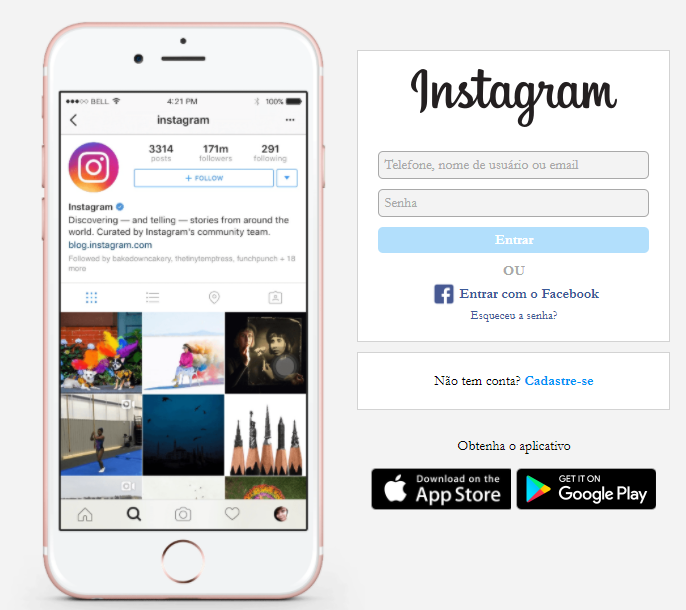 ●●●○○ BELL 4:21 PM 100%
instagram
3314 171m 291
posts followers following
+ FOLLOW
Instagram
Discovering — and telling — stories from around the
world. Curated by Instagram's community team.
blog.instagram.com
Followed by bakedowncakery, thetinytempress, funchpunch + 18
more
Instagram
Telefone, nome de usuário ou email
Senha
Entrar
OU
Entrar com o Facebook
Esqueceu a senha?
Não tem conta? Cadastre-se
Obtenha o aplicativo
Download on the
App Store
GET IT ON
Google Play